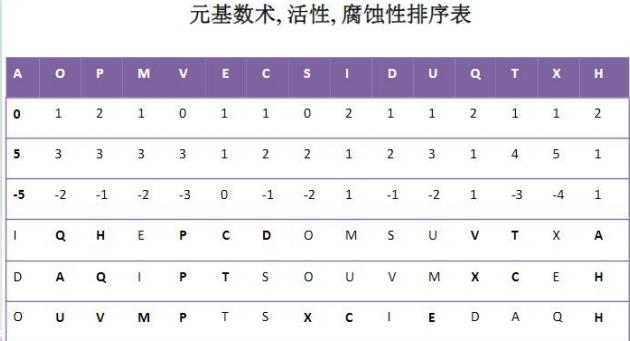 元基数术, 活性, 腐蚀性排序表
A O P M V E C S I D U Q T X H
0 1 2 1 0 1 1 0 2 1 1 2 1 1 2
5 3 3 3 3 1 2 2 1 2 3 1 4 5 1
-5 -2 -1 -2 -3 0 -1 -2 1 -1 -2 1 -3 -4 1
I Q H E P C D O M S U V T X A
D A Q I P T S O U V M X C E H
O U V M P T S X C I E D A Q H